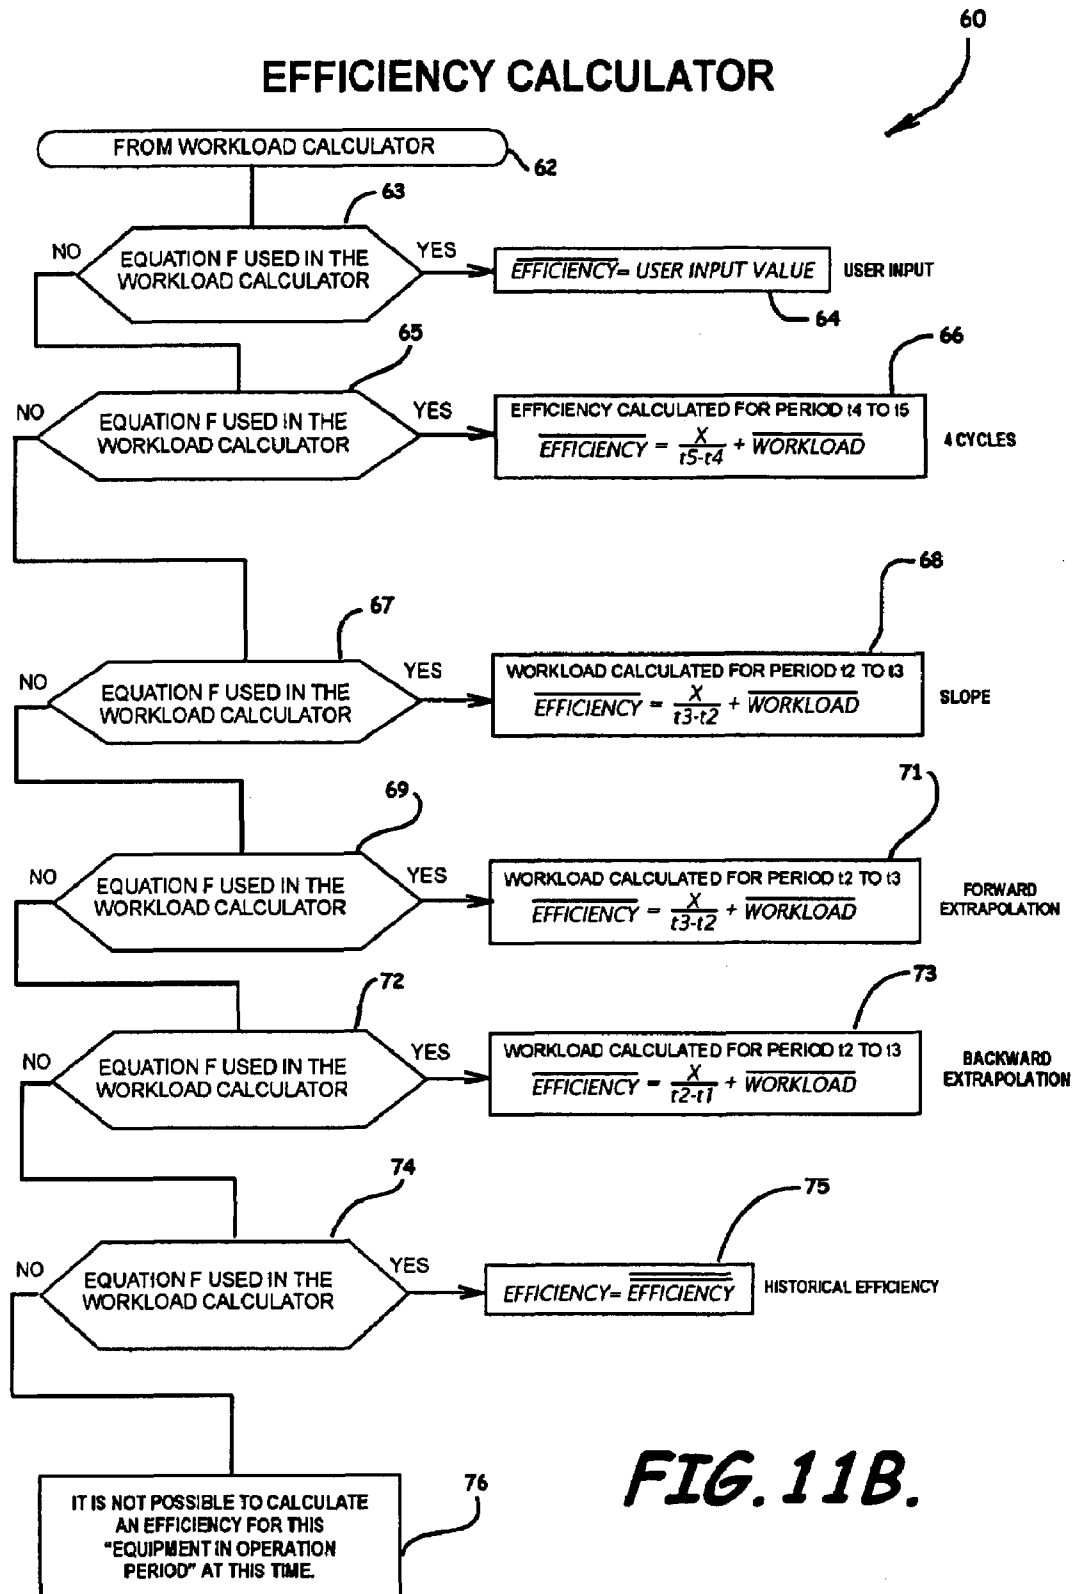 60
EFFICIENCY CALCULATOR
FROM WORKLOAD CALCULATOR
62
63
NO
EQUATION F USED IN THE
WORKLOAD CALCULATOR
YES
EFFICIENCY= USER INPUT VALUE
USER INPUT
64
65
66
NO
EQUATION F USED IN THE
WORKLOAD CALCULATOR
YES
EFFICIENCY CALCULATED FOR PERIOD t4 TO t5
EFFICIENCY = X / t5-t4 + WORKLOAD
4 CYCLES
67
68
NO
EQUATION F USED IN THE
WORKLOAD CALCULATOR
YES
WORKLOAD CALCULATED FOR PERIOD t2 TO t3
EFFICIENCY = X / t3-t2 + WORKLOAD
SLOPE
69
71
NO
EQUATION F USED IN THE
WORKLOAD CALCULATOR
YES
WORKLOAD CALCULATED FOR PERIOD t2 TO t3
EFFICIENCY = X / t3-t2 + WORKLOAD
FORWARD
EXTRAPOLATION
72
73
NO
EQUATION F USED IN THE
WORKLOAD CALCULATOR
YES
WORKLOAD CALCULATED FOR PERIOD t2 TO t3
EFFICIENCY = X / t2-t1 + WORKLOAD
BACKWARD
EXTRAPOLATION
74
75
NO
EQUATION F USED IN THE
WORKLOAD CALCULATOR
YES
EFFICIENCY= EFFICIENCY
HISTORICAL EFFICIENCY
IT IS NOT POSSIBLE TO CALCULATE
AN EFFICIENCY FOR THIS
"EQUIPMENT IN OPERATION
PERIOD" AT THIS TIME.
76
FIG. 11B.